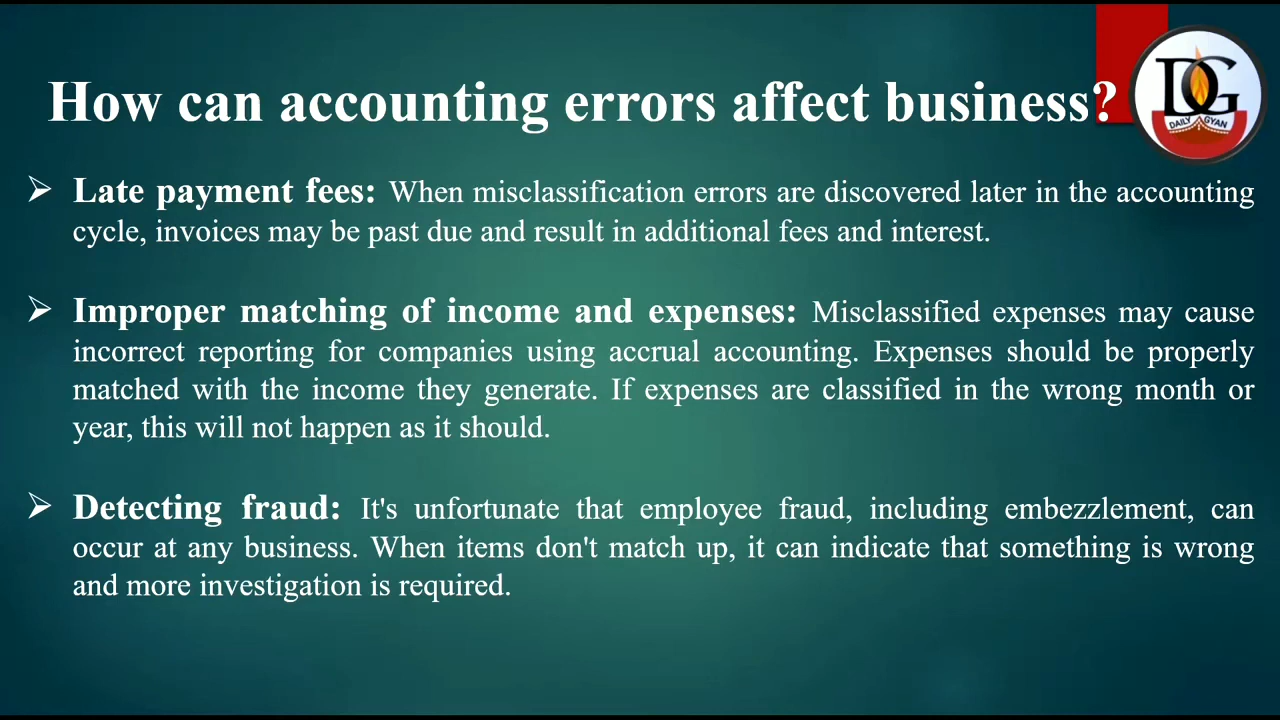 How can accounting errors affect business?
DG
DAILY GYAN
➢ Late payment fees: When misclassification errors are discovered later in the accounting
cycle, invoices may be past due and result in additional fees and interest.
➢ Improper matching of income and expenses: Misclassified expenses may cause
incorrect reporting for companies using accrual accounting. Expenses should be properly
matched with the income they generate. If expenses are classified in the wrong month or
year, this will not happen as it should.
➢ Detecting fraud: It's unfortunate that employee fraud, including embezzlement, can
occur at any business. When items don't match up, it can indicate that something is wrong
and more investigation is required.